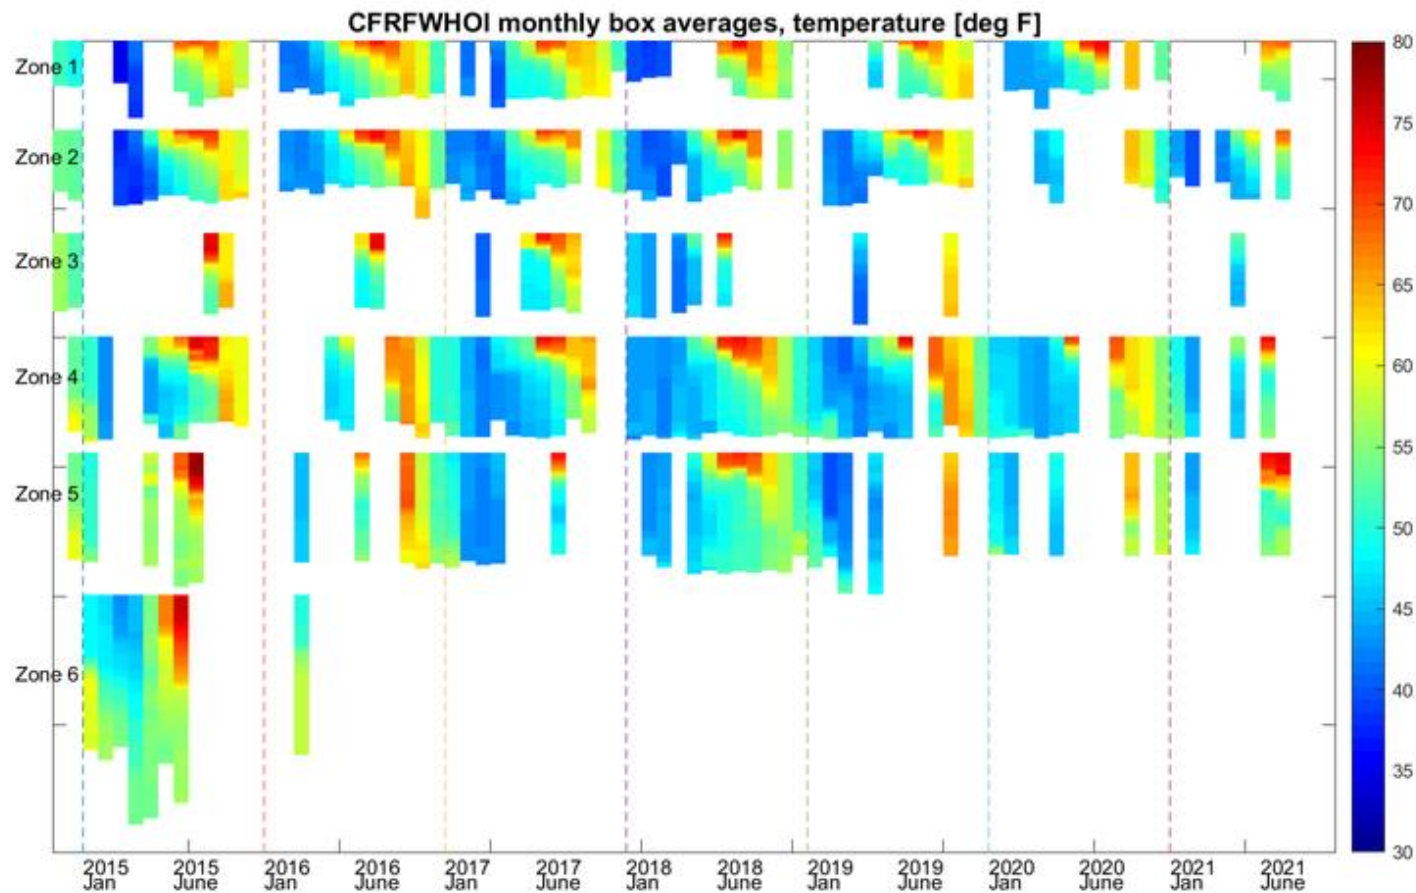 CFRFWHOI monthly box averages, temperature [deg F]
Zone 1
Zone 2
Zone 3
Zone 4
Zone 5
Zone 6
80
75
70
65
60
55
50
45
40
35
30
2015 2015 2016 2016 2017 2017 2018 2018 2019 2019 2020 2020 2021 2021
Jan June Jan June Jan June Jan June Jan June Jan June Jan June